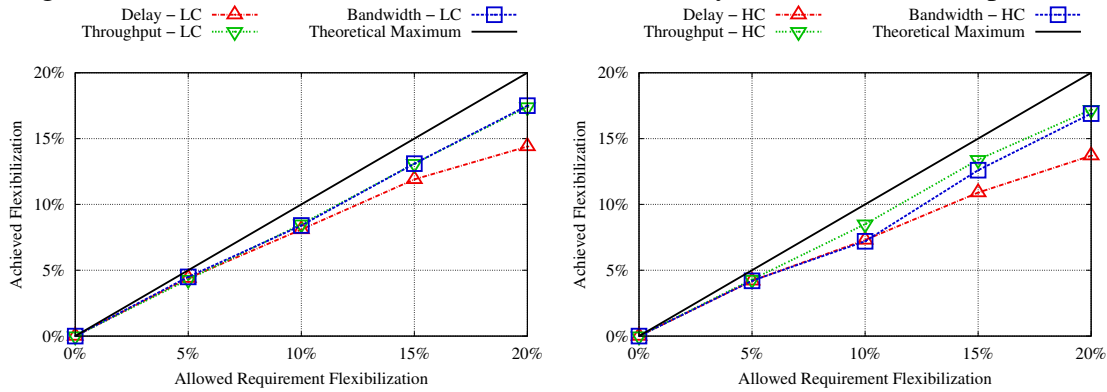 Delay – LC
Throughput – LC
Bandwidth – LC
Theoretical Maximum
20%
15%
10%
5%
0%
0%
5%
10%
15%
20%
Achieved Flexibilization
Allowed Requirement Flexibilization
Delay – HC
Throughput – HC
Bandwidth – HC
Theoretical Maximum
20%
15%
10%
5%
0%
0%
5%
10%
15%
20%
Achieved Flexibilization
Allowed Requirement Flexibilization